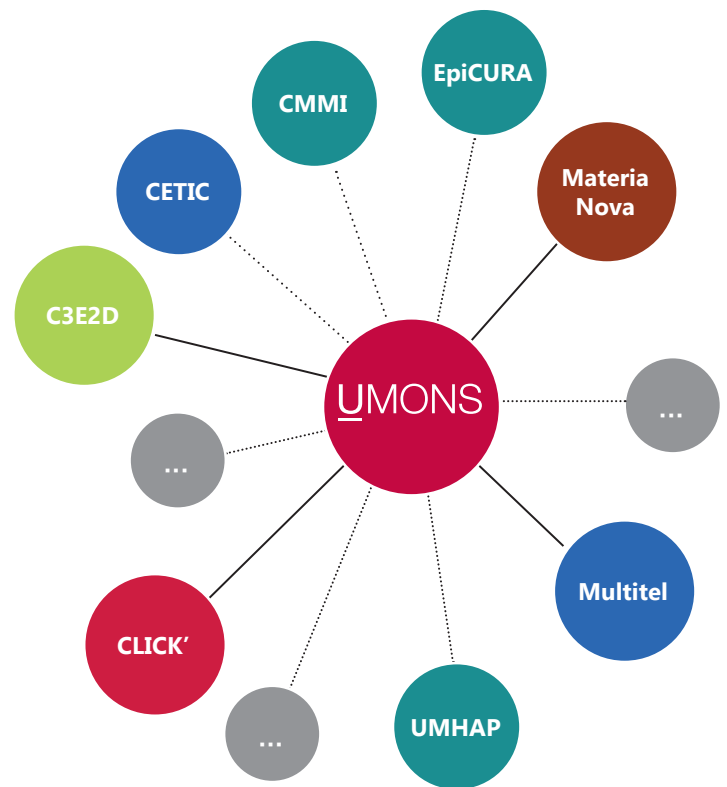 EpiCURA
CMMI
Materia
Nova
CETIC
C3E2D
UMONS
...
...
Multitel
CLICK’
UMHAP
...